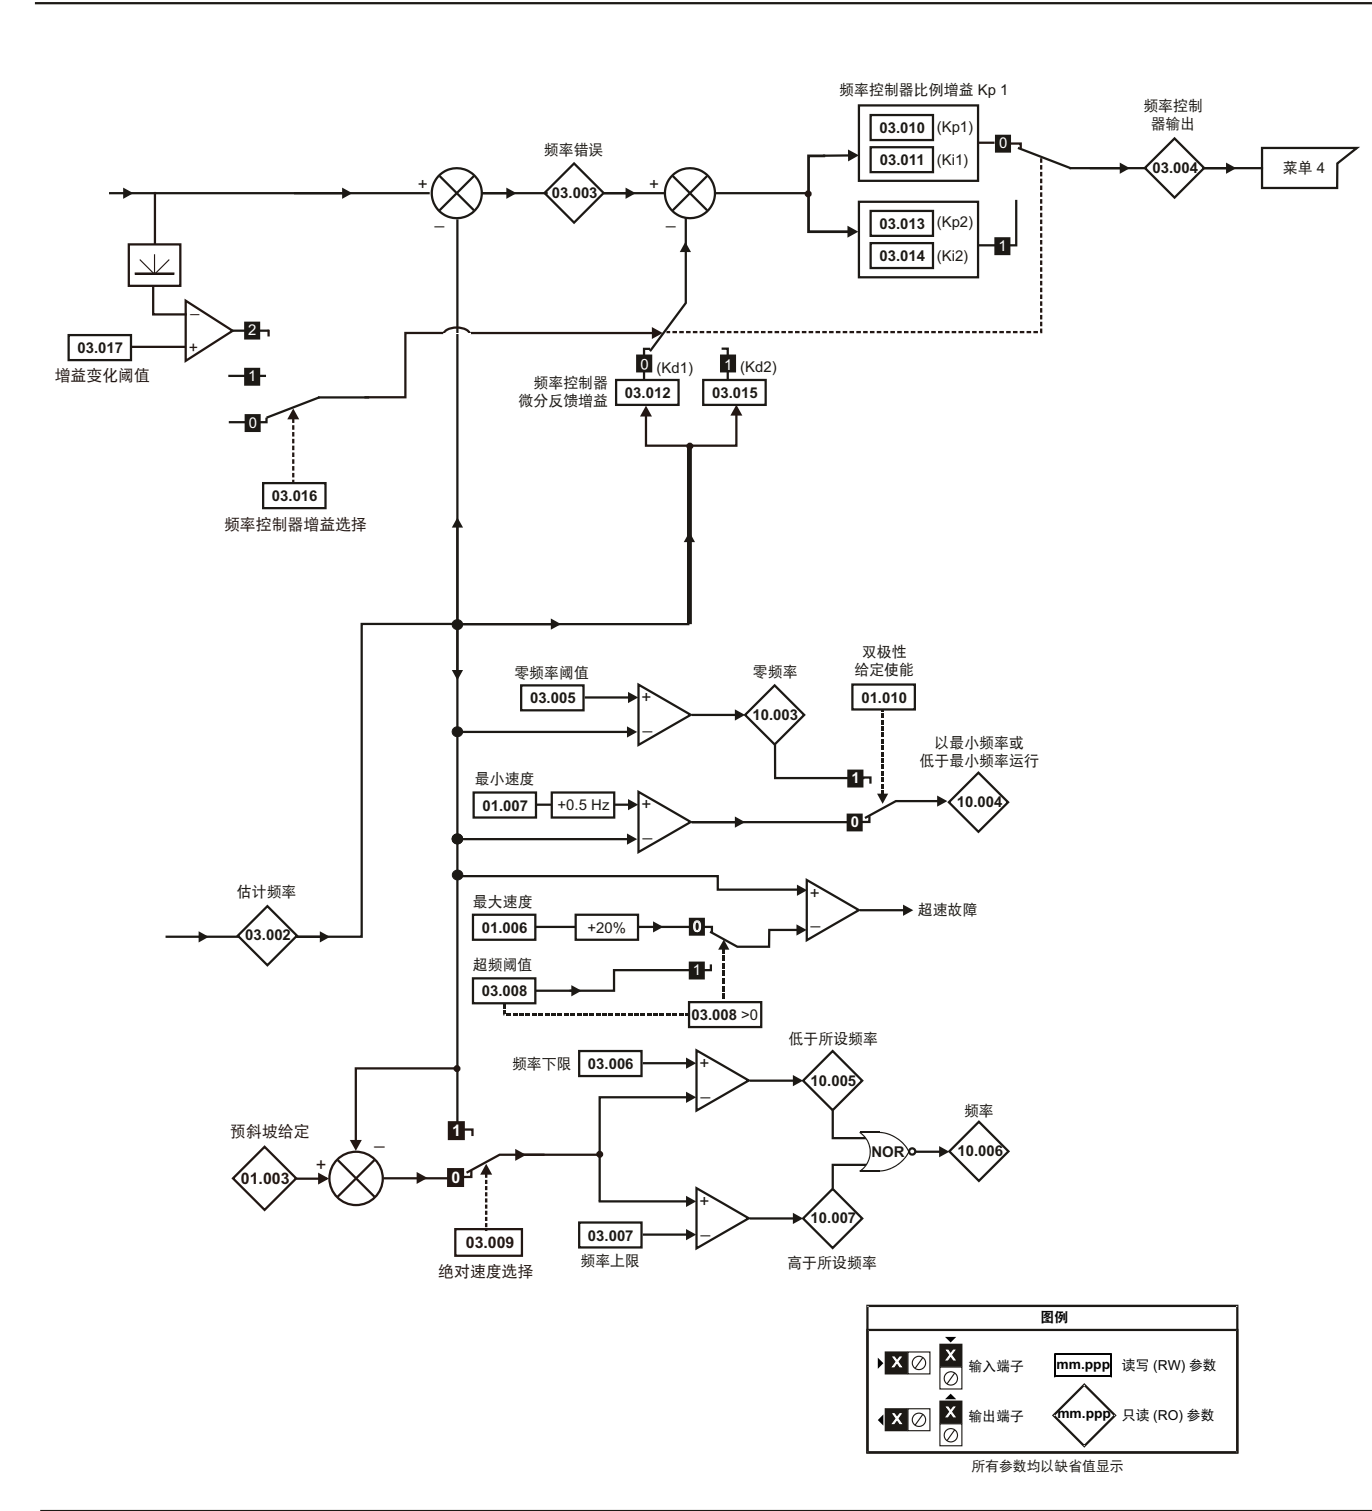 频率控制器比例增益 Kp 1
03.010 (Kp1)
03.011 (Ki1)
0
频率控制
器输出
03.004
菜单 4
频率错误
+
03.003
+
–
–
03.013 (Kp2)
03.014 (Ki2)
1
–
+
2
03.017
增益变化阈值
1
0
03.016
频率控制器增益选择
0 (Kd1)
1 (Kd2)
频率控制器
微分反馈增益
03.012
03.015
零频率阈值
03.005
+
–
零频率
10.003
双极性
给定使能
01.010
1
以最小频率或
低于最小频率运行
10.004
最小速度
01.007
+0.5 Hz
+
–
0
估计频率
03.002
最大速度
01.006
+20%
0
+
–
超速故障
超频阈值
03.008
1
03.008 >0
频率下限
03.006
+
–
低于所设频率
10.005
预斜坡给定
01.003
+
–
1
0
NOR
频率
10.006
03.009
绝对速度选择
03.007
频率上限
+
–
10.007
高于所设频率
图例
X
X
输入端子
mm.ppp
读写 (RW) 参数
X
X
输出端子
mm.ppp
只读 (RO) 参数
所有参数均以缺省值显示